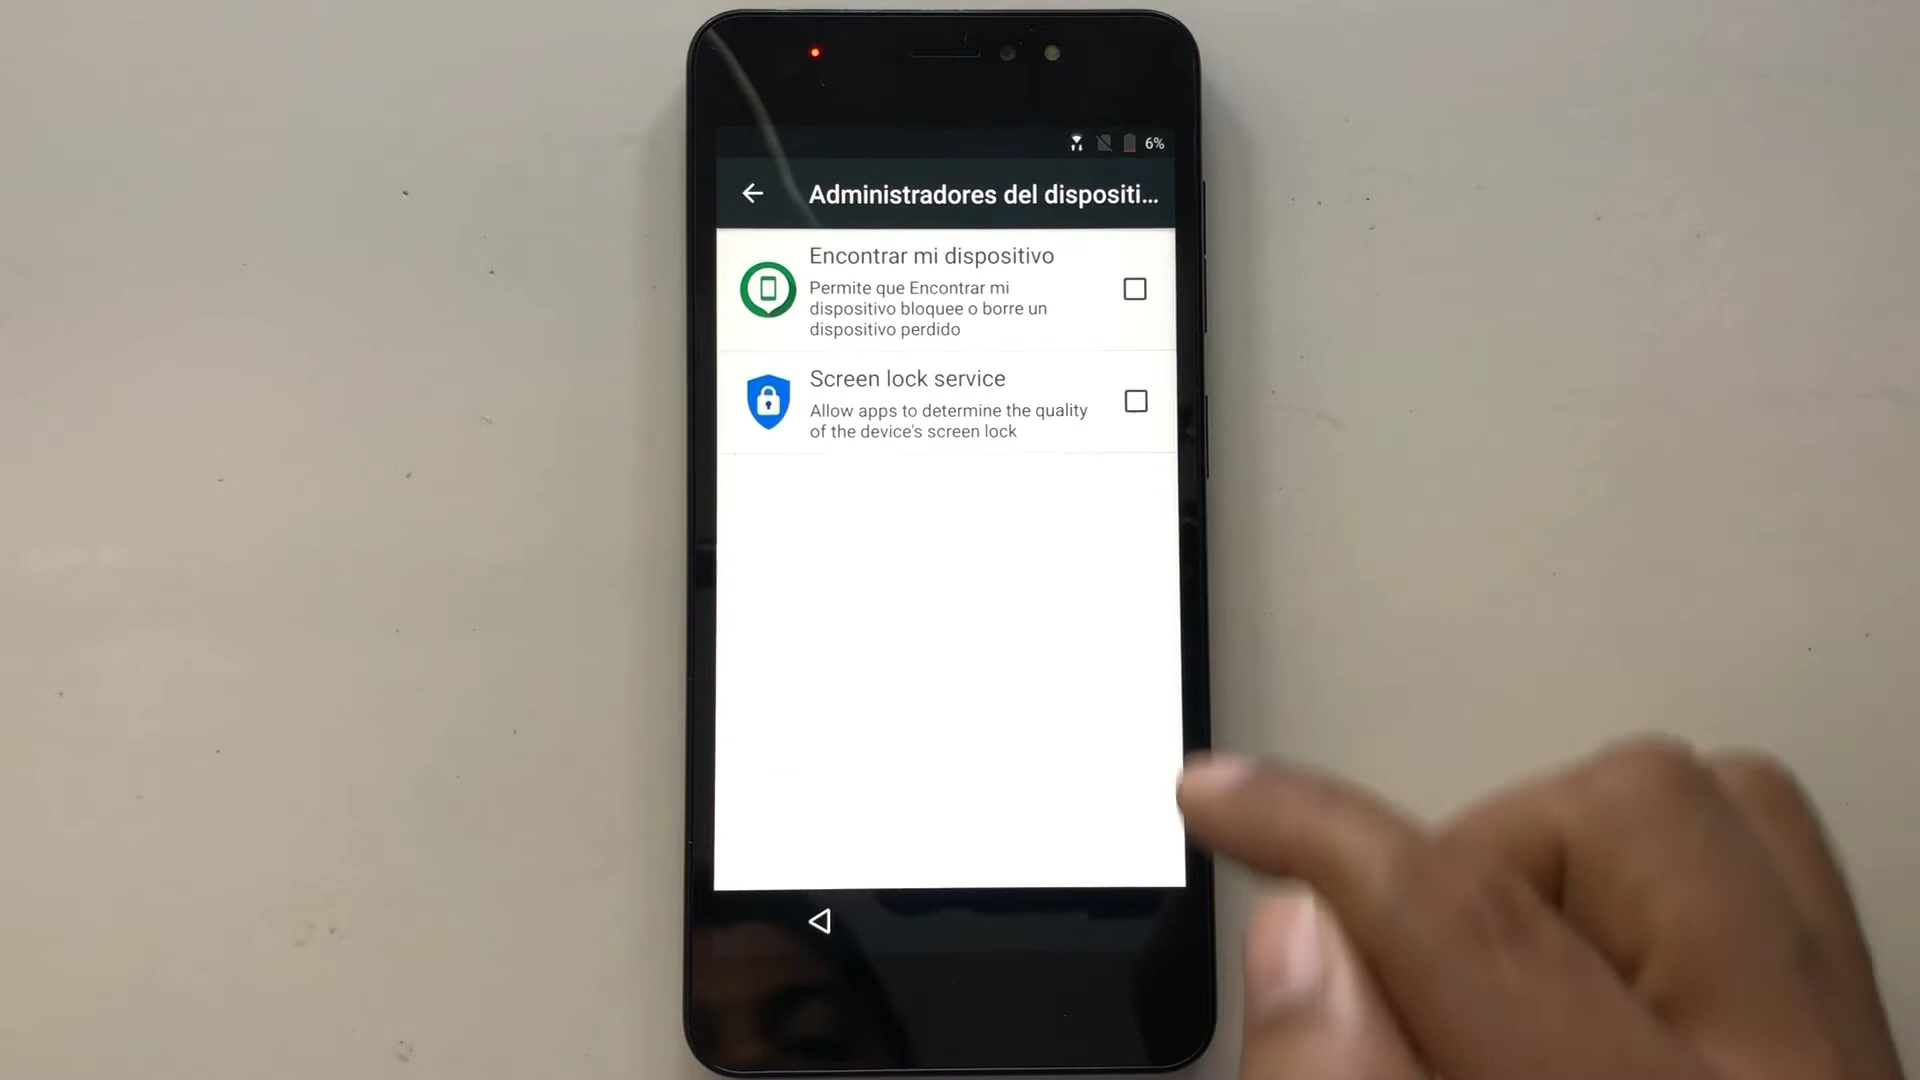 6%
Administradores del dispositi...
Encontrar mi dispositivo
Permite que Encontrar mi
dispositivo bloquee o borre un
dispositivo perdido
Screen lock service
Allow apps to determine the quality
of the device's screen lock